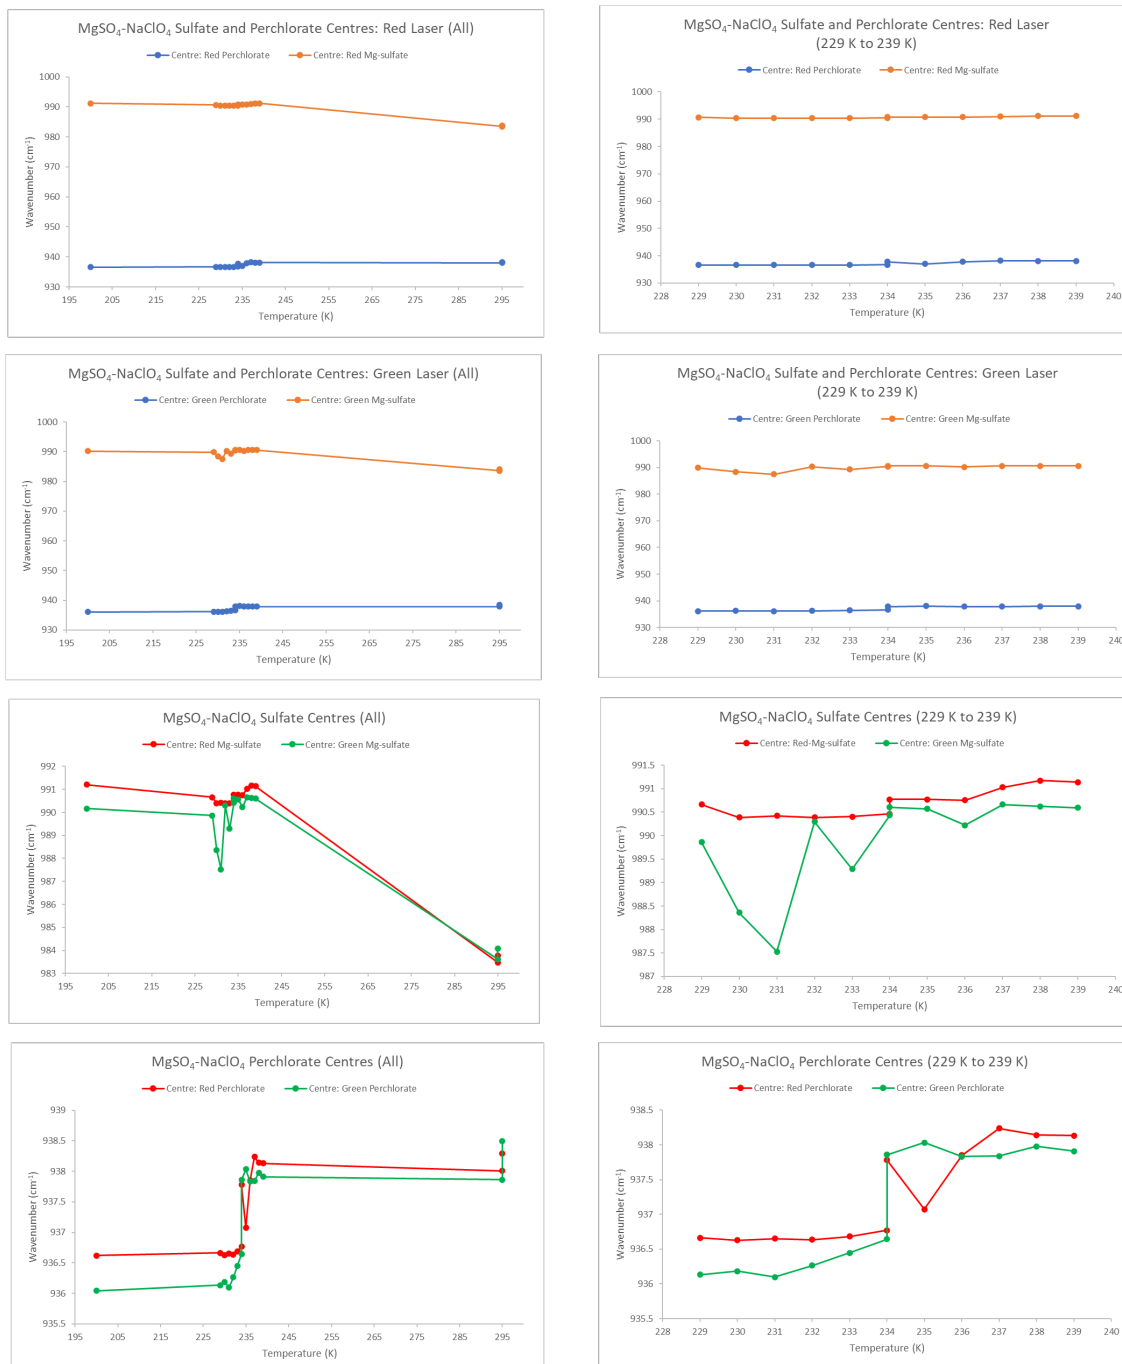 MgSO₄-NaClO₄ Sulfate and Perchlorate Centres: Red Laser (All)
Centre: Red Perchlorate Centre: Red Mg-sulfate
1000
990
980
970
960
950
940
930
Wavenumber (cm⁻¹)
195 205 215 225 235 245 255 265 275 285 295
Temperature (K)
MgSO₄-NaClO₄ Sulfate and Perchlorate Centres: Red Laser
(229 K to 239 K)
Centre: Red Perchlorate Centre: Red Mg-sulfate
1000
990
980
970
960
950
940
930
Wavenumber (cm⁻¹)
228 229 230 231 232 233 234 235 236 237 238 239 240
Temperature (K)
MgSO₄-NaClO₄ Sulfate and Perchlorate Centres: Green Laser (All)
Centre: Green Perchlorate Centre: Green Mg-sulfate
1000
990
980
970
960
950
940
930
Wavenumber (cm⁻¹)
195 205 215 225 235 245 255 265 275 285 295
Temperature (K)
MgSO₄-NaClO₄ Sulfate and Perchlorate Centres: Green Laser
(229 K to 239 K)
Centre: Green Perchlorate Centre: Green Mg-sulfate
1000
990
980
970
960
950
940
930
Wavenumber (cm⁻¹)
228 229 230 231 232 233 234 235 236 237 238 239 240
Temperature (K)
MgSO₄-NaClO₄ Sulfate Centres (All)
Centre: Red Mg-sulfate Centre: Green Mg-sulfate
992
991
990
989
988
987
986
985
984
983
Wavenumber (cm⁻¹)
195 205 215 225 235 245 255 265 275 285 295
Temperature (K)
MgSO₄-NaClO₄ Sulfate Centres (229 K to 239 K)
Centre: Red-Mg-sulfate Centre: Green Mg-sulfate
991.5
991
990.5
990
989.5
989
988.5
988
987.5
987
Wavenumber (cm⁻¹)
228 229 230 231 232 233 234 235 236 237 238 239 240
Temperature (K)
MgSO₄-NaClO₄ Perchlorate Centres (All)
Centre: Red Perchlorate Centre: Green Perchlorate
939
938.5
938
937.5
937
936.5
936
935.5
Wavenumber (cm⁻¹)
195 205 215 225 235 245 255 265 275 285 295
Temperature (K)
MgSO₄-NaClO₄ Perchlorate Centres (229 K to 239 K)
Centre: Red Perchlorate Centre: Green Perchlorate
938.5
938
937.5
937
936.5
936
935.5
Wavenumber (cm⁻¹)
228 229 230 231 232 233 234 235 236 237 238 239 240
Temperature (K)